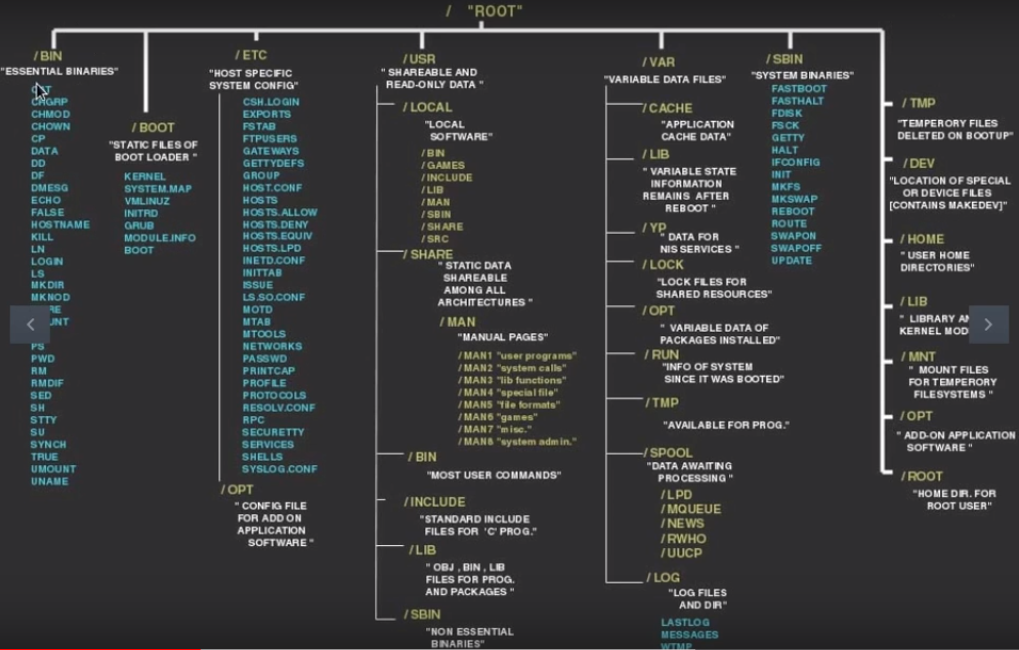 / "ROOT"
/BIN
"ESSENTIAL BINARIES"
CHGRP
CHMOD
CHOWN
CP
DATA
DD
DF
DMESG
ECHO
FALSE
HOSTNAME
KILL
LN
LOGIN
LS
MKDIR
MKNOD
PS
PWD
RM
RMDIF
SED
SH
STTY
SU
SYNCH
TRUE
UMOUNT
UNAME
/BOOT
"STATIC FILES OF
BOOT LOADER "
KERNEL
SYSTEM.MAP
VMLINUZ
INITRD
GRUB
MODULE.INFO
BOOT
/ETC
"HOST SPECIFIC
SYSTEM CONFIG"
CSH.LOGIN
EXPORTS
FSTAB
FTPUSERS
GATEWAYS
GETTYDEFS
GROUP
HOST.CONF
HOSTS
HOSTS.ALLOW
HOSTS.DENY
HOSTS.EQUIV
HOSTS.LPD
INETD.CONF
INITTAB
ISSUE
LS.SO.CONF
MOTD
MTAB
MTOOLS
NETWORKS
PASSWD
PRINTCAP
PROFILE
PROTOCOLS
RESOLV.CONF
RPC
SECURETTY
SERVICES
SHELLS
SYSLOG.CONF
/OPT
" CONFIG FILE
FOR ADD ON
APPLICATION
SOFTWARE "
/USR
" SHAREABLE AND
READ-ONLY DATA "
/LOCAL
"LOCAL
SOFTWARE"
/BIN
/GAMES
/INCLUDE
/LIB
/MAN
/SBIN
/SHARE
/SRC
/SHARE
" STATIC DATA
SHAREABLE
AMONG ALL
ARCHITECTURES "
/MAN
"MANUAL PAGES"
/MAN1 "user programs"
/MAN2 "system calls"
/MAN3 "lib functions"
/MAN4 "special file"
/MAN5 "file formats"
/MAN6 "games"
/MAN7 "misc."
/MAN8 "system admin."
/BIN
"MOST USER COMMANDS"
/INCLUDE
"STANDARD INCLUDE
FILES FOR 'C' PROG."
/LIB
" OBJ , BIN , LIB
FILES FOR PROG.
AND PACKAGES "
/SBIN
"NON ESSENTIAL
BINARIES"
/VAR
"VARIABLE DATA FILES"
/CACHE
"APPLICATION
CACHE DATA"
/LIB
" VARIABLE STATE
INFORMATION
REMAINS AFTER
REBOOT "
/YP
" DATA FOR
NIS SERVICES "
/LOCK
"LOCK FILES FOR
SHARED RESOURCES"
/OPT
" VARIABLE DATA OF
PACKAGES INSTALLED"
/RUN
"INFO OF SYSTEM
SINCE IT WAS BOOTED"
/TMP
"AVAILABLE FOR PROG."
/SPOOL
"DATA AWAITING
PROCESSING "
/LPD
/MQUEUE
/NEWS
/RWHO
/UUCP
/LOG
"LOG FILES
AND DIR"
LASTLOG
MESSAGES
WTMP
/SBIN
"SYSTEM BINARIES"
FASTBOOT
FASTHALT
FDISK
FSCK
GETTY
HALT
IFCONFIG
INIT
MKFS
MKSWAP
REBOOT
ROUTE
SWAPON
SWAPOFF
UPDATE
/TMP
"TEMPERORY FILES
DELETED ON BOOTUP"
/DEV
"LOCATION OF SPECIAL
OR DEVICE FILES
[CONTAINS MAKEDEV]"
/HOME
" USER HOME
DIRECTORIES"
/LIB
" LIBRARY
KERNEL
/MNT
" MOUNT FILES
FOR TEMPERORY
FILESYSTEMS "
/OPT
" ADD-ON APPLICATION
SOFTWARE "
/ROOT
"HOME DIR. FOR
ROOT USER"